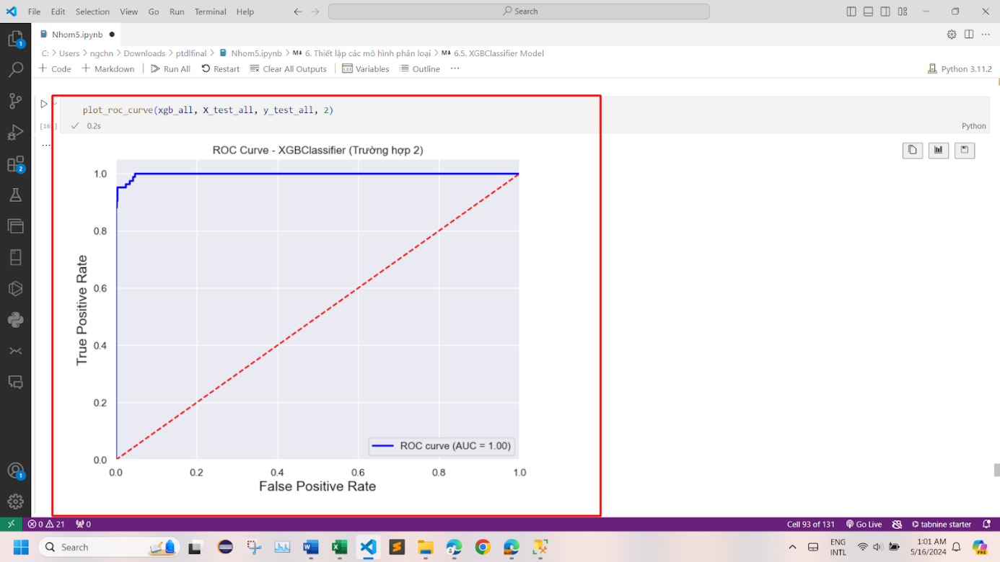 File Edit Selection View Go Run Terminal Help
Search
Nhom5.ipynb
C: > Users > ngchn > Downloads > ptdlfinal > Nhom5.ipynb > M↓ 6. Thiết lập các mô hình phân loại > M↓ 6.5. XGBClassifier Model
+ Code + Markdown Run All Restart Clear All Outputs Variables Outline ...
Python 3.11.2
plot_roc_curve(xgb_all, X_test_all, y_test_all, 2)
0.2s
Python
ROC Curve - XGBClassifier (Trường hợp 2)
1.0
0.8
0.6
0.4
0.2
0.0
True Positive Rate
ROC curve (AUC = 1.00)
0.0 0.2 0.4 0.6 0.8 1.0
False Positive Rate
1
2
1
0 21 0
Cell 93 of 131 Go Live tabnine starter
Search
ENG
INTL
1:01 AM
5/16/2024
PRE